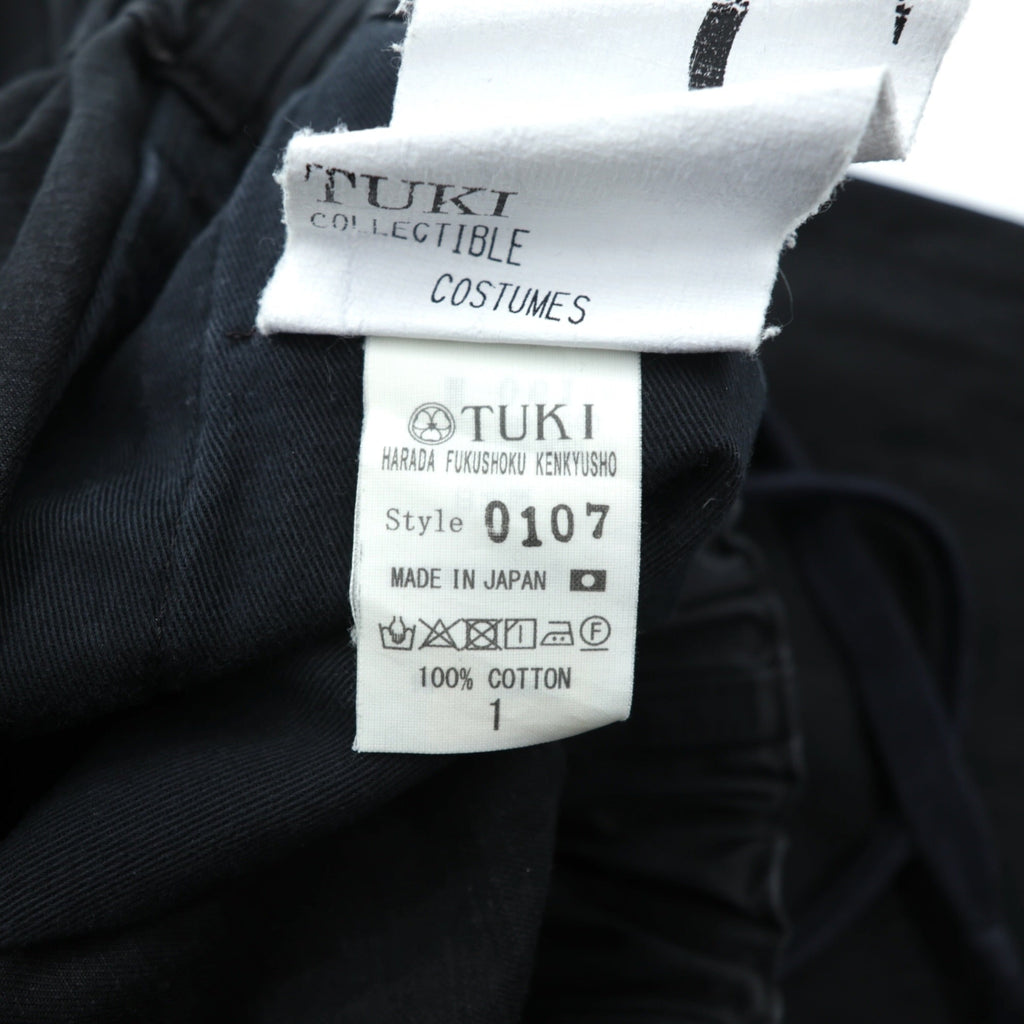 TUKI
COLLECTIBLE
COSTUMES
TUKI
HARADA FUKUSHOKU KENKYUSHO
Style 0107
MADE IN JAPAN
F
100% COTTON
1